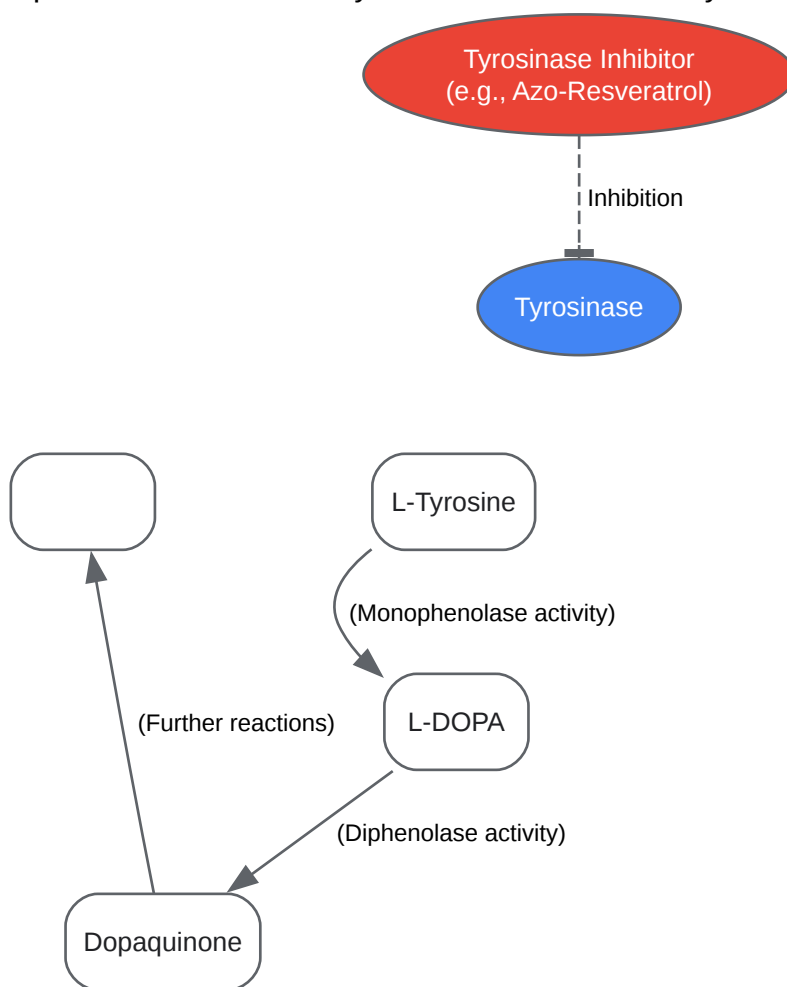 Tyrosinase Inhibitor
(e.g., Azo-Resveratrol)
Inhibition
Tyrosinase
L-Tyrosine
(Monophenolase activity)
(Further reactions)
L-DOPA
(Diphenolase activity)
Dopaquinone